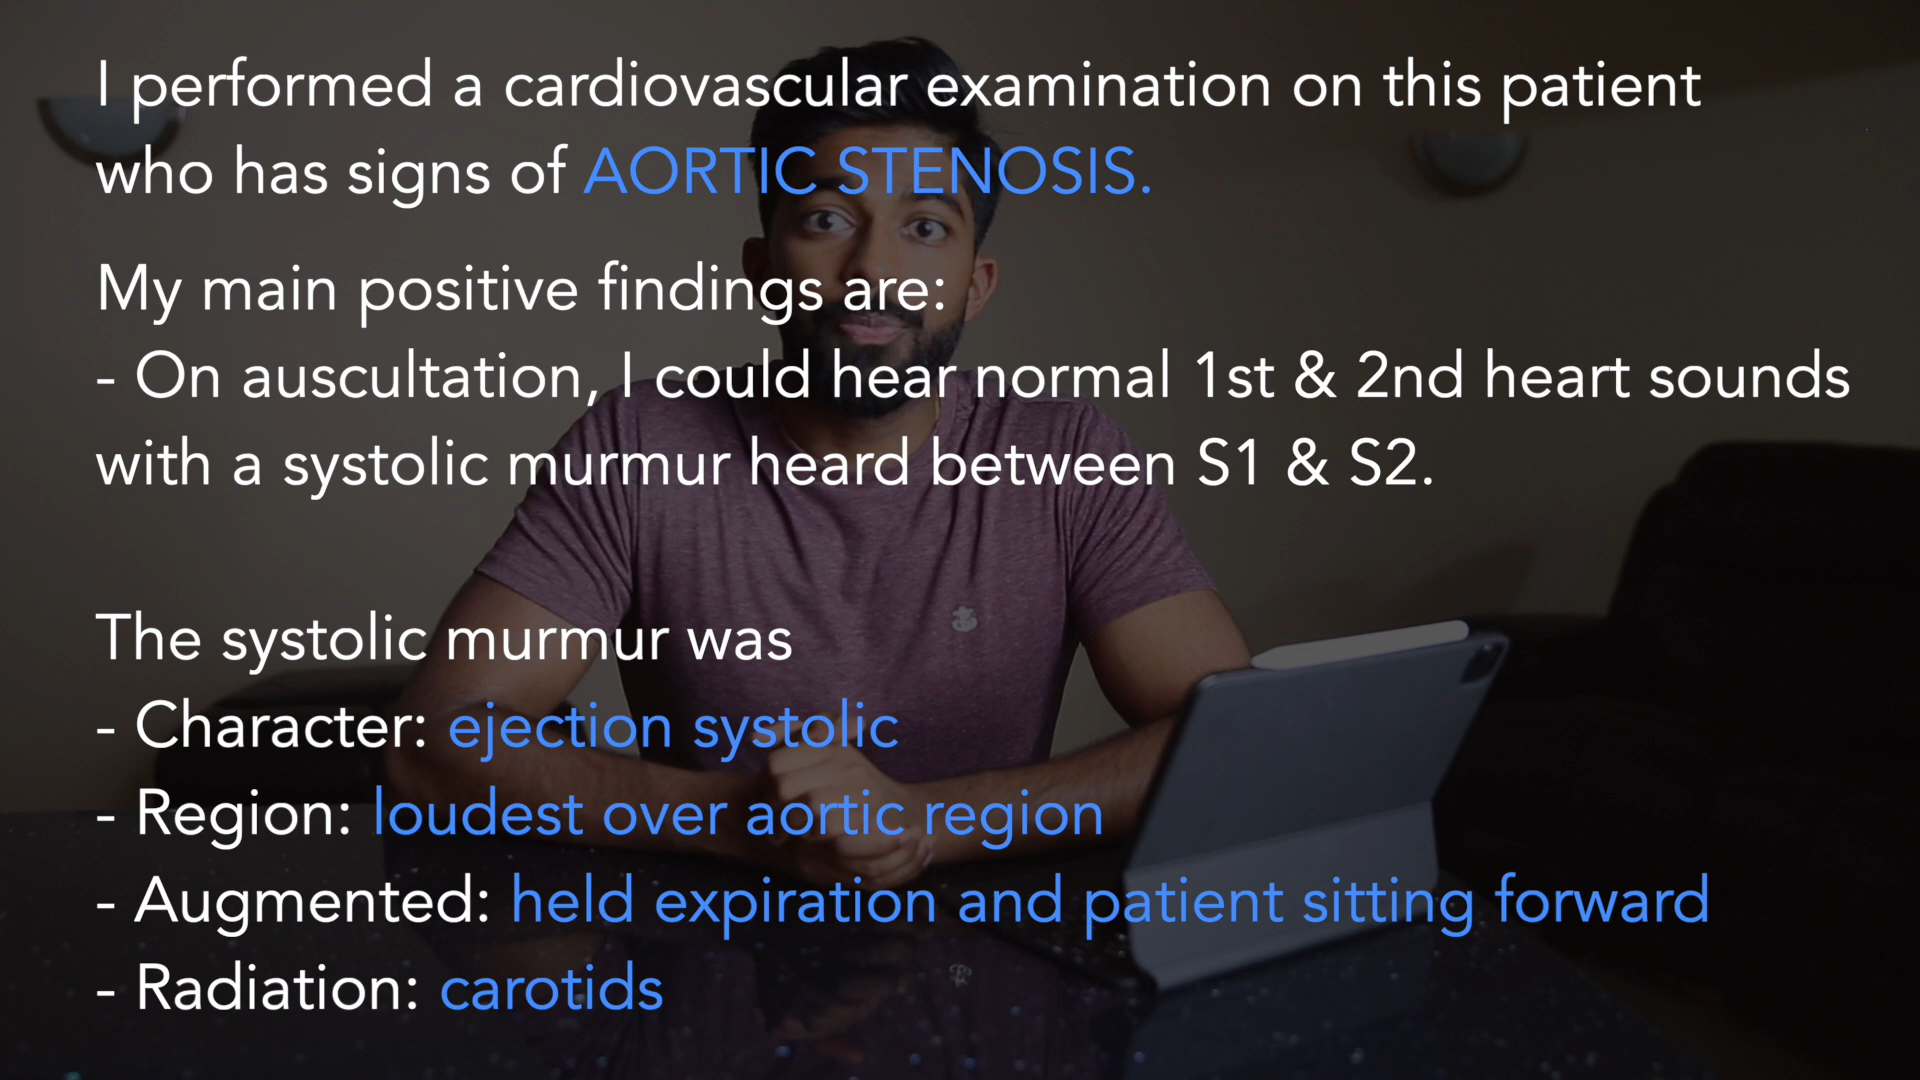 I performed a cardiovascular examination on this patient
who has signs of AORTIC STENOSIS.
My main positive findings are:
- On auscultation, I could hear normal 1st & 2nd heart sounds
with a systolic murmur heard between S1 & S2.
The systolic murmur was
- Character: ejection systolic
- Region: loudest over aortic region
- Augmented: held expiration and patient sitting forward
- Radiation: carotids